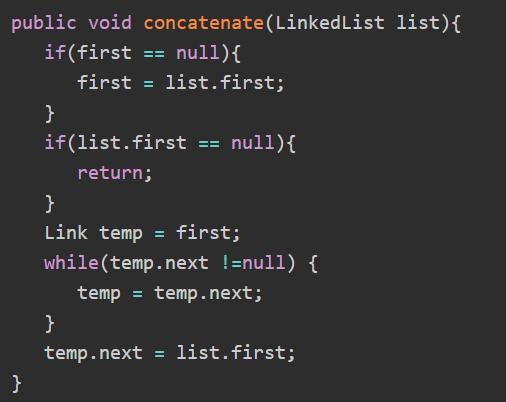 public void concatenate(LinkedList list){
   if(first == null){
      first = list.first;
   }
   if(list.first == null){
      return;
   }
   Link temp = first;
   while(temp.next !=null) {
      temp = temp.next;
   }
   temp.next = list.first;
}